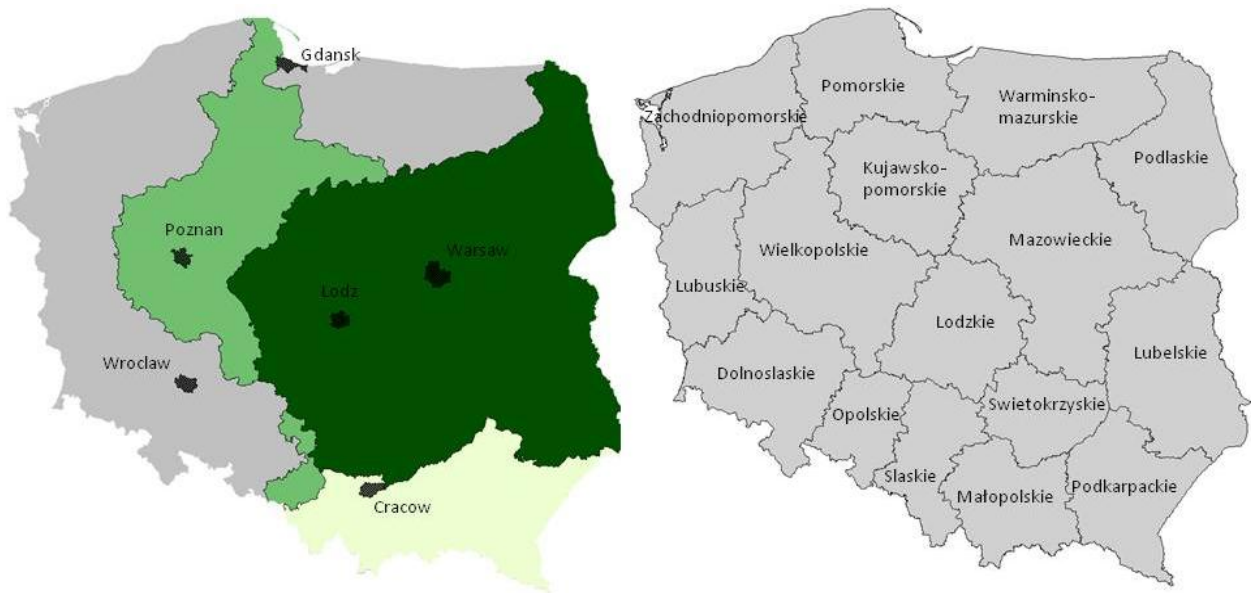 Gdansk
Poznan
Warsaw
Lodz
Wroclaw
Cracow
Pomorskie
Zachodniopomorskie
Warminsko-
mazurskie
Podlaskie
Kujawsko-
pomorskie
Wielkopolskie
Mazowieckie
Lubuskie
Lodzkie
Lubelskie
Dolnoslaskie
Opolskie
Swietokrzyskie
Slaskie
Małopolskie
Podkarpackie